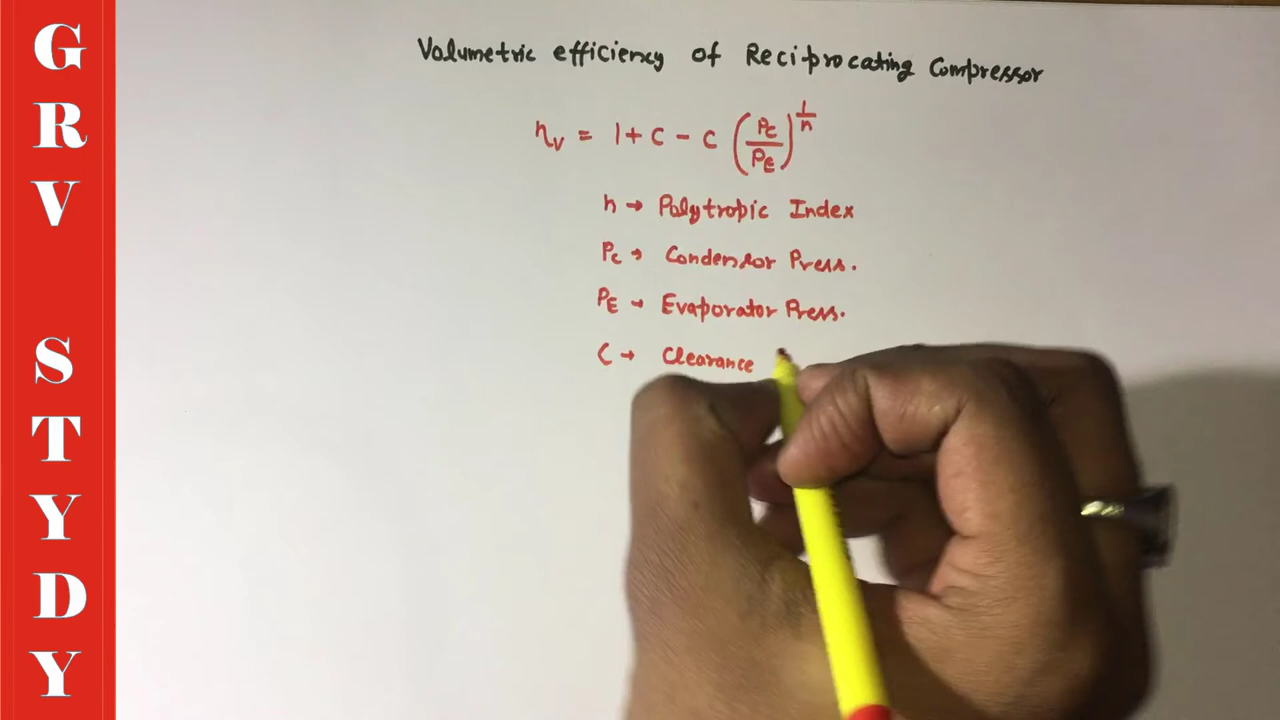 GRV STYDY
Volumetric efficiency of Reciprocating Compressor
ηv = 1 + C - C (Pc/PE)^1/n
n → Polytropic Index
Pc → Condensor Press.
PE → Evaporator Press.
C → Clearance